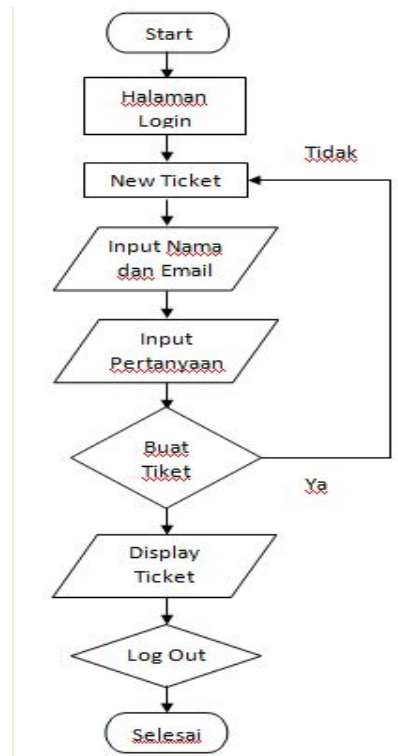 Start
Halaman
Login
Tidak
New Ticket
Input Nama
dan Email
Input
Pertanyaan
Buat
Tiket
Ya
Display
Ticket
Log Out
Selesai